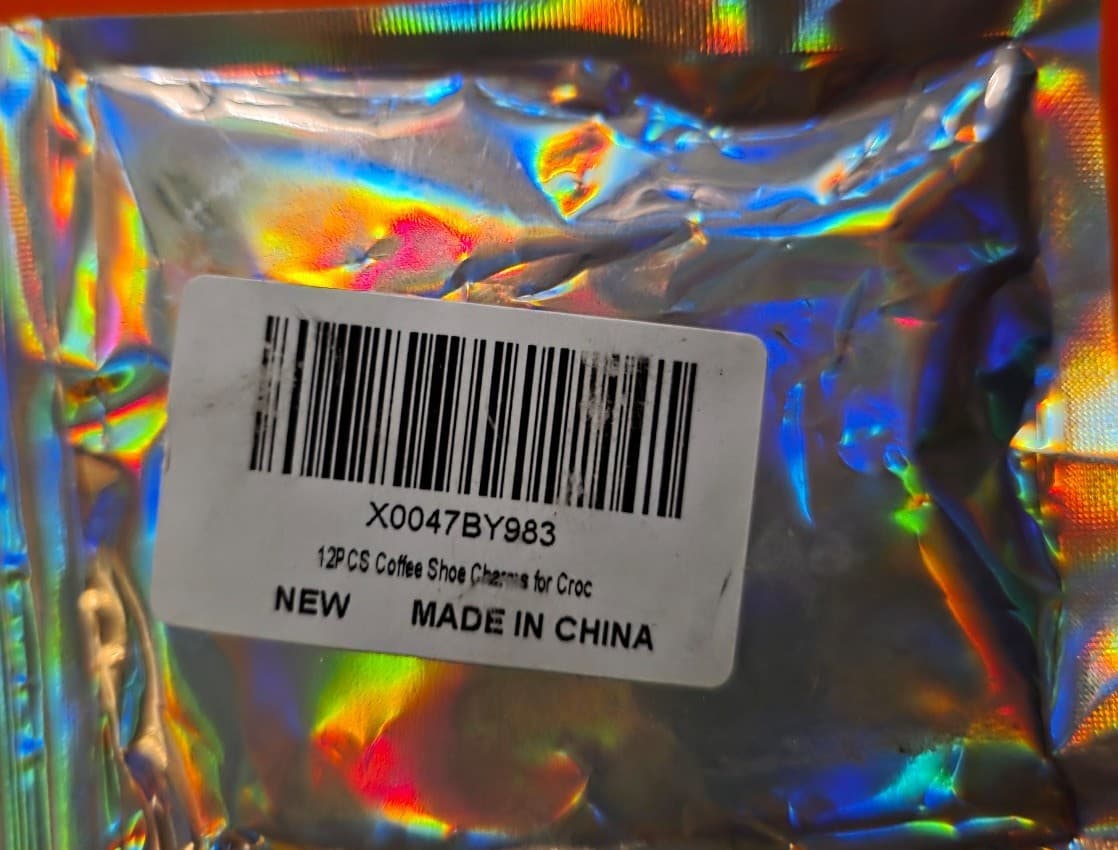 X0047BY983
12PCS Coffee Shoe Charms for Croc
NEW MADE IN CHINA